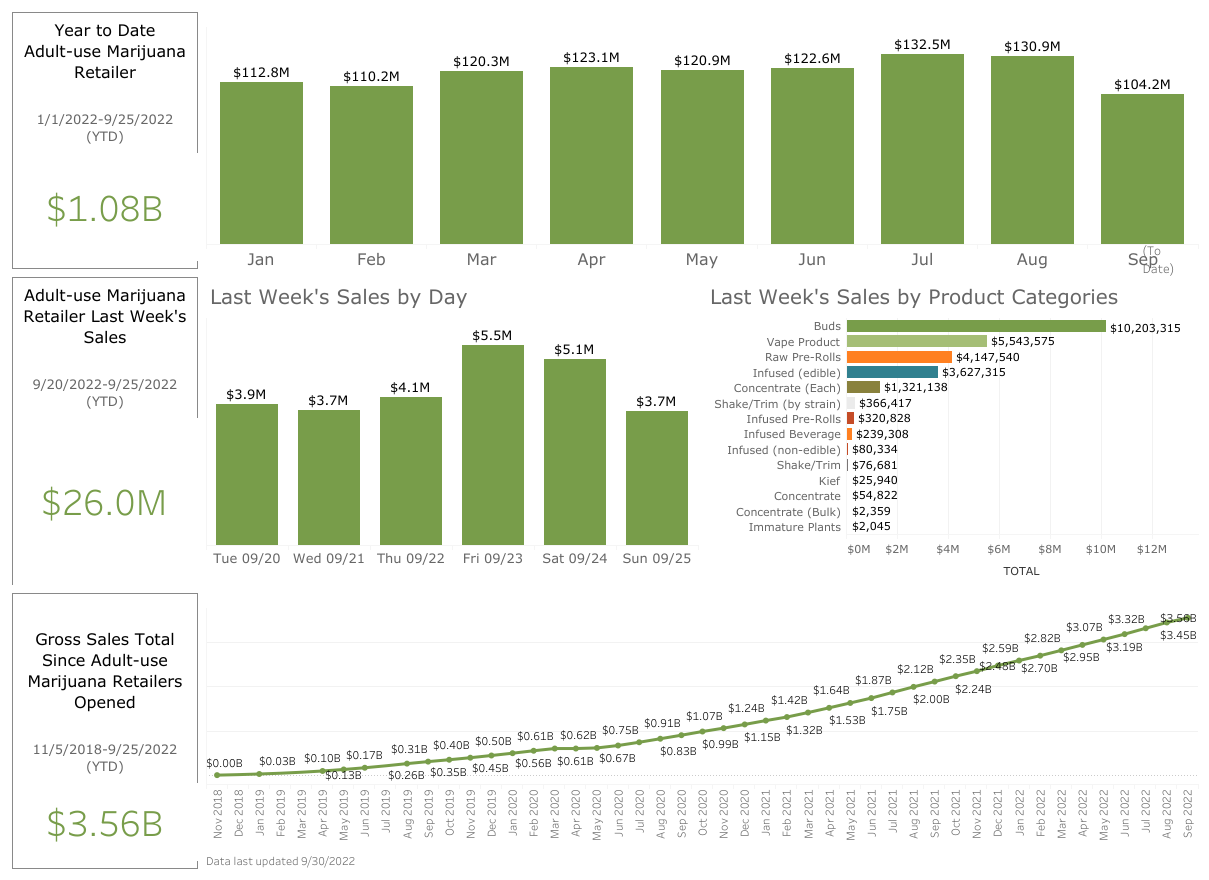 Year to Date
Adult-use Marijuana
Retailer
1/1/2022-9/25/2022
(YTD)
$1.08B
$112.8M
$110.2M
$120.3M
$123.1M
$120.9M
$122.6M
$132.5M
$130.9M
$104.2M
Jan
Feb
Mar
Apr
May
Jun
Jul
Aug
Sep
(To
Date)
Adult-use Marijuana
Retailer Last Week's
Sales
9/20/2022-9/25/2022
(YTD)
$26.0M
Last Week's Sales by Day
$3.9M
$3.7M
$4.1M
$5.5M
$5.1M
$3.7M
Tue 09/20
Wed 09/21
Thu 09/22
Fri 09/23
Sat 09/24
Sun 09/25
Last Week's Sales by Product Categories
Buds $10,203,315
Vape Product $5,543,575
Raw Pre-Rolls $4,147,540
Infused (edible) $3,627,315
Concentrate (Each) $1,321,138
Shake/Trim (by strain) $366,417
Infused Pre-Rolls $320,828
Infused Beverage $239,308
Infused (non-edible) $80,334
Shake/Trim $76,681
Kief $25,940
Concentrate $54,822
Concentrate (Bulk) $2,359
Immature Plants $2,045
$0M $2M $4M $6M $8M $10M $12M
TOTAL
Gross Sales Total
Since Adult-use
Marijuana Retailers
Opened
11/5/2018-9/25/2022
(YTD)
$3.56B
$0.00B
$0.03B
$0.10B
$0.13B
$0.17B
$0.26B
$0.31B
$0.35B
$0.40B
$0.45B
$0.50B
$0.56B
$0.61B
$0.61B
$0.62B
$0.67B
$0.75B
$0.83B
$0.91B
$0.99B
$1.07B
$1.15B
$1.24B
$1.32B
$1.42B
$1.53B
$1.64B
$1.75B
$1.87B
$2.00B
$2.12B
$2.24B
$2.35B
$2.48B
$2.59B
$2.70B
$2.82B
$2.95B
$3.07B
$3.19B
$3.32B
$3.45B
$3.56B
Nov 2018
Dec 2018
Jan 2019
Feb 2019
Mar 2019
Apr 2019
May 2019
Jun 2019
Jul 2019
Aug 2019
Sep 2019
Oct 2019
Nov 2019
Dec 2019
Jan 2020
Feb 2020
Mar 2020
Apr 2020
May 2020
Jun 2020
Jul 2020
Aug 2020
Sep 2020
Oct 2020
Nov 2020
Dec 2020
Jan 2021
Feb 2021
Mar 2021
Apr 2021
May 2021
Jun 2021
Jul 2021
Aug 2021
Sep 2021
Oct 2021
Nov 2021
Dec 2021
Jan 2022
Feb 2022
Mar 2022
Apr 2022
May 2022
Jun 2022
Jul 2022
Aug 2022
Sep 2022
Data last updated 9/30/2022